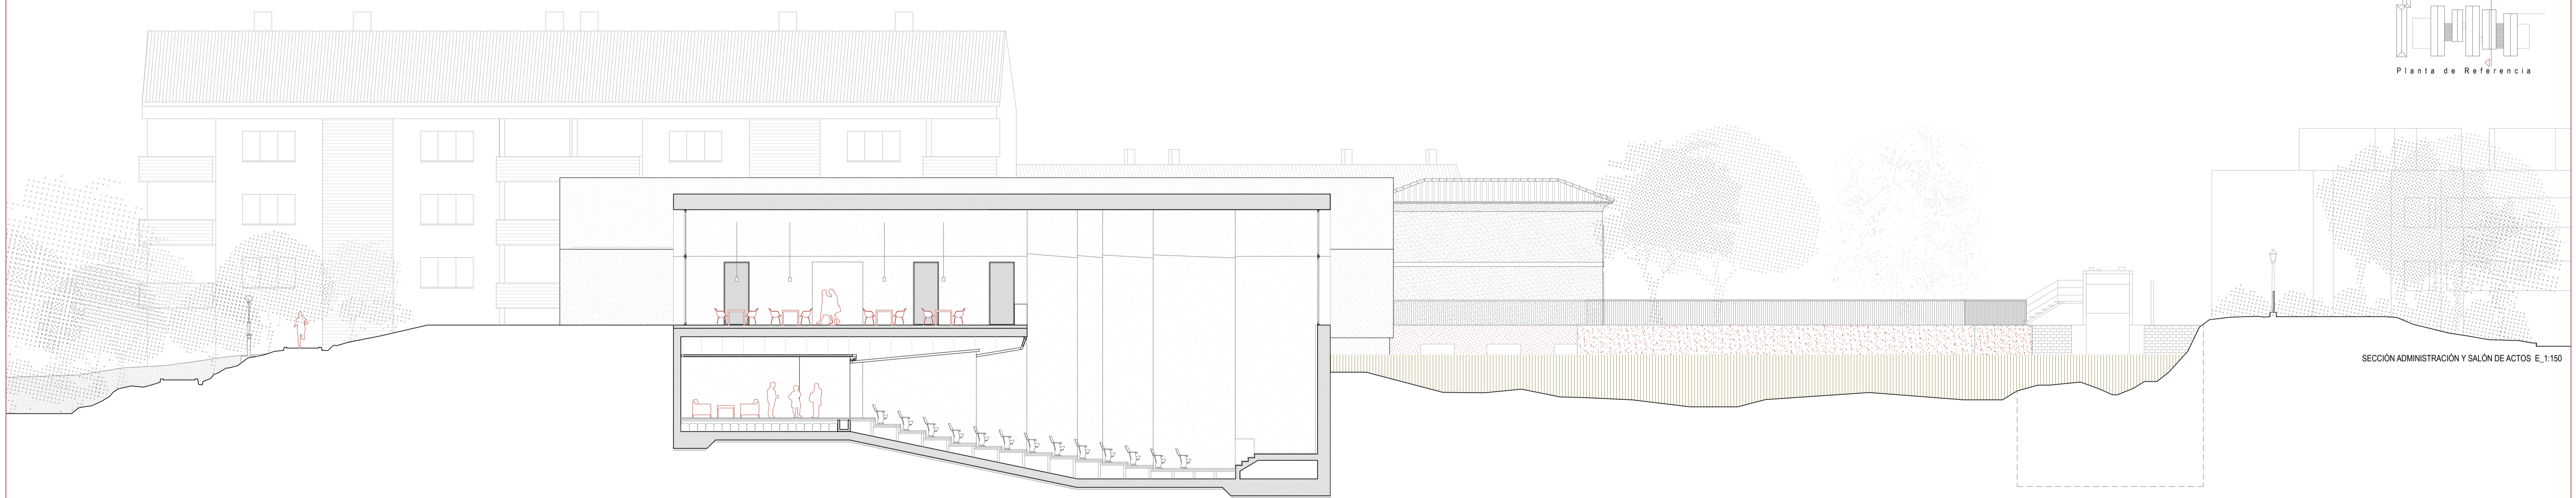 Planta de Referencia
SECCIÓN ADMINISTRACIÓN Y SALÓN DE ACTOS E_1:150